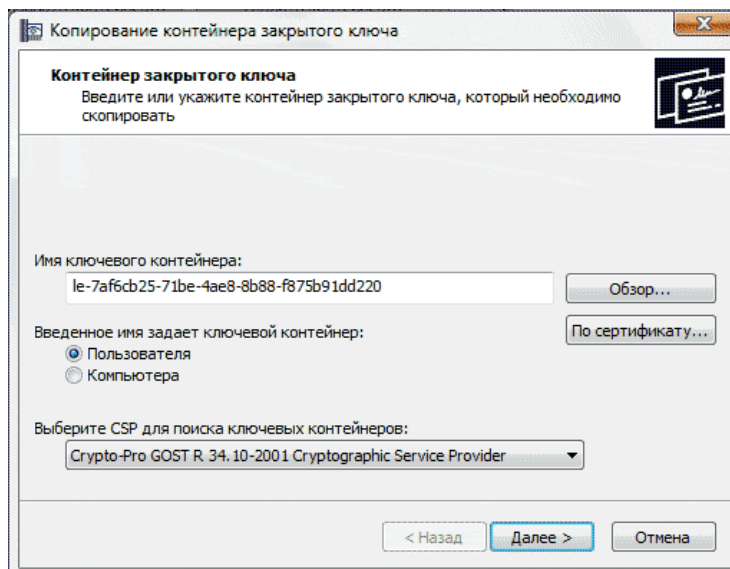 Копирование контейнера закрытого ключа
Контейнер закрытого ключа
Введите или укажите контейнер закрытого ключа, который необходимо
скопировать
Имя ключевого контейнера:
le-7af6cb25-71be-4ae8-8b88-f875b91dd220
Обзор...
Введенное имя задает ключевой контейнер:
По сертификату...
Пользователя
Компьютера
Выберите CSP для поиска ключевых контейнеров:
Crypto-Pro GOST R 34.10-2001 Cryptographic Service Provider
< Назад
Далее >
Отмена